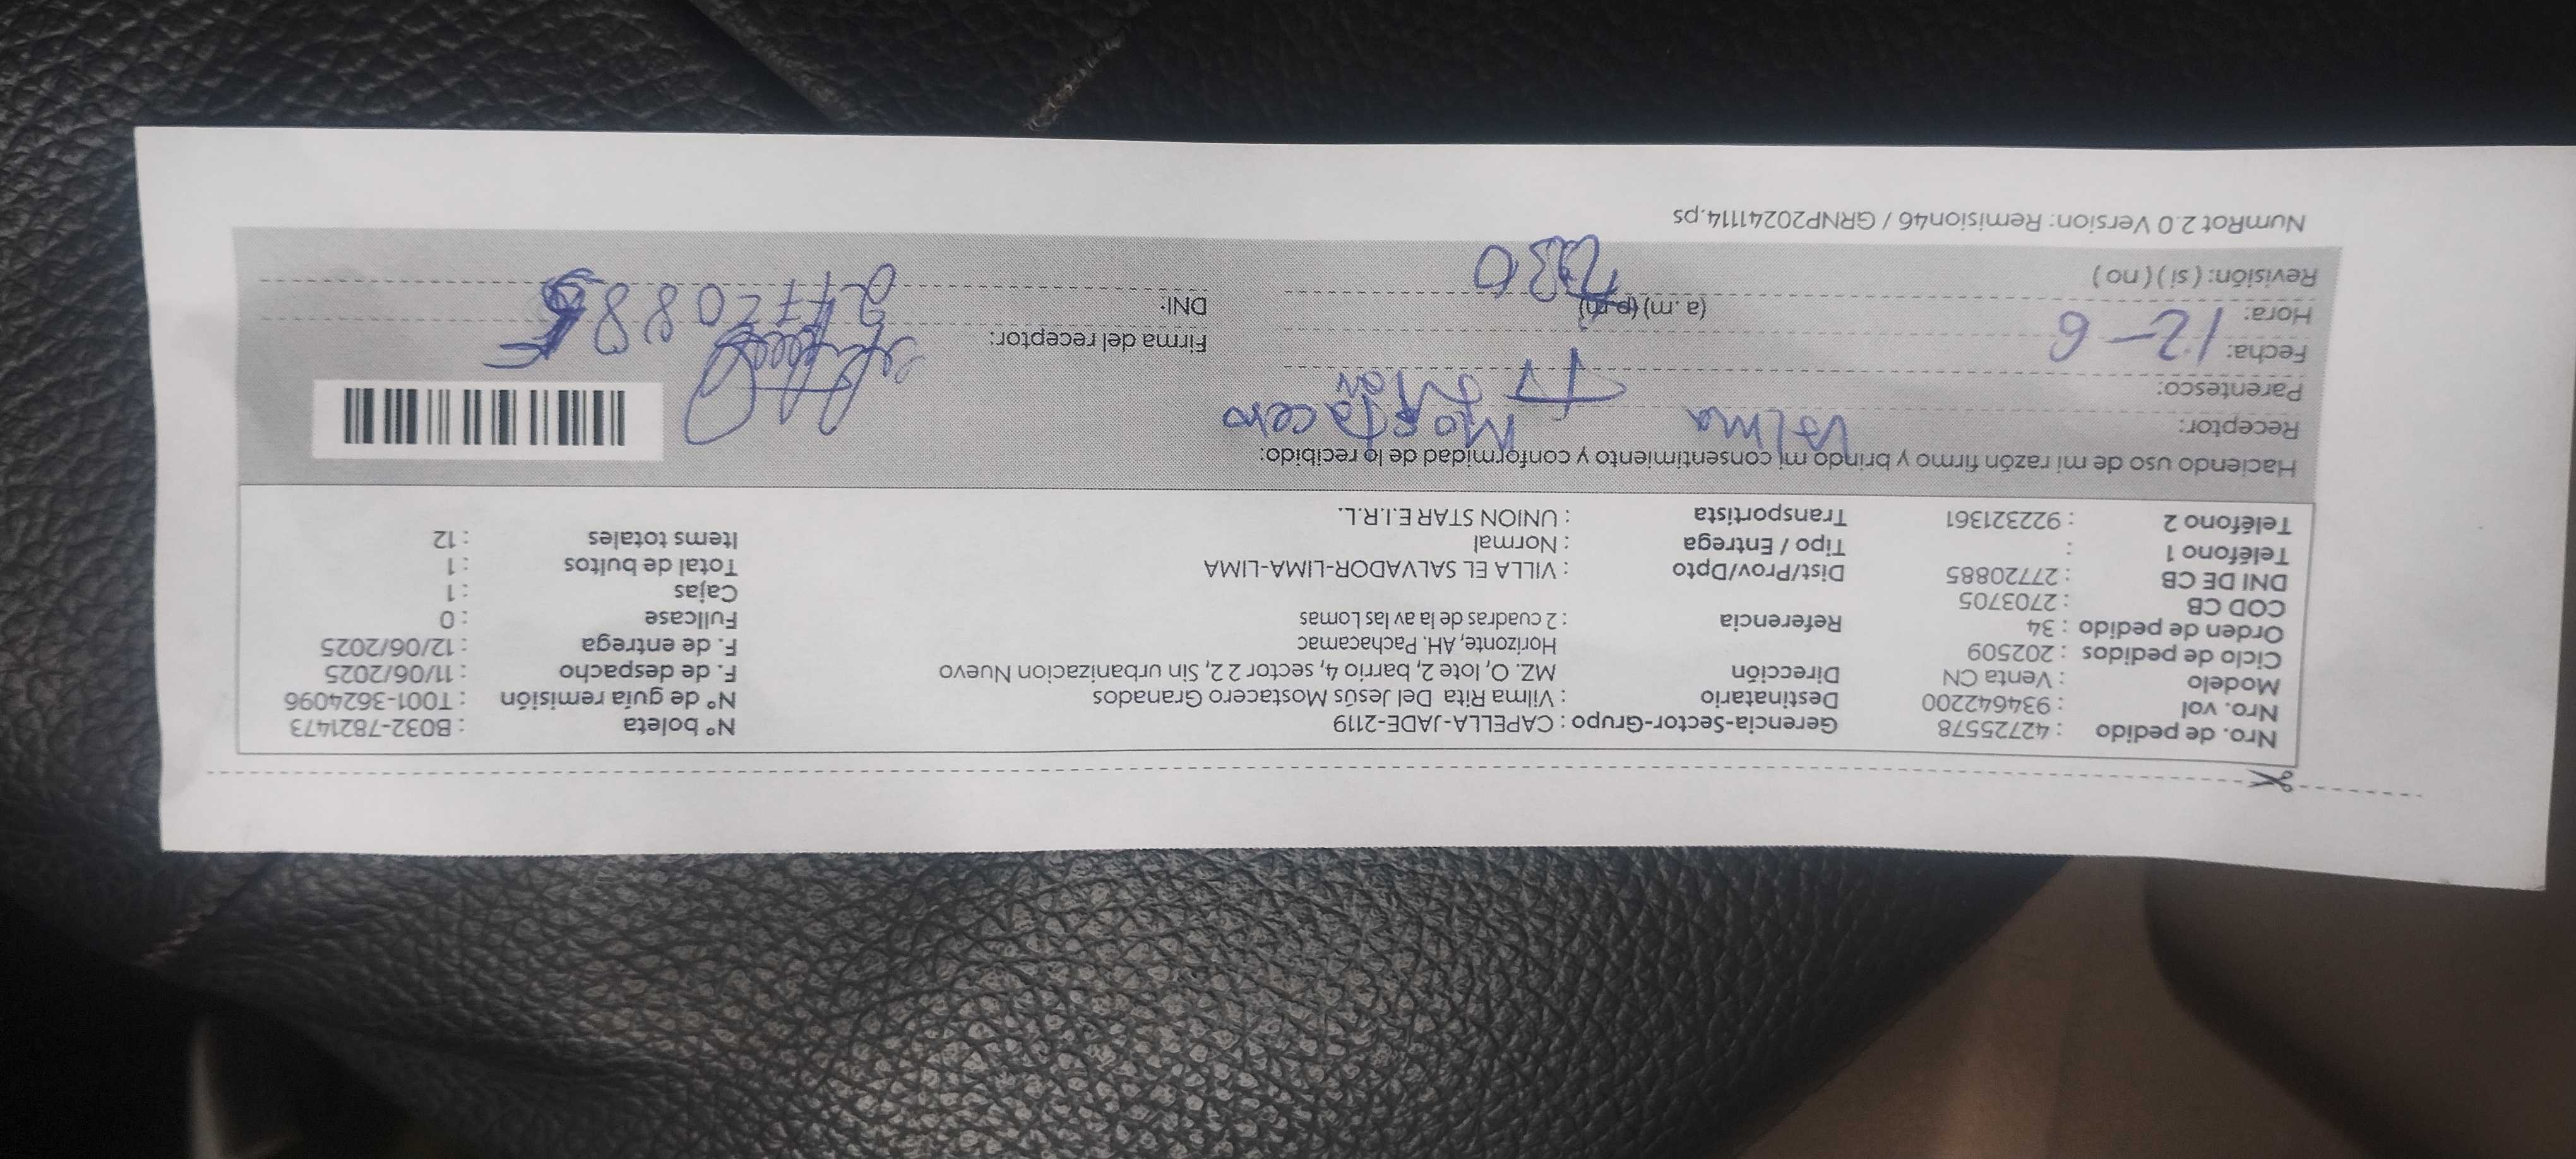 Nro. de pedido : 42725578 Gerencia-Sector-Grupo : CAPELLA-JADE-2119 N° boleta : B032-7821473
Nro. vol : 934642200 Destinatario : Vilma Rita Del Jesús Mostacero Granados N° de guía remisión : T001-3624096
Modelo : Venta CN Dirección MZ. O, lote 2, barrio 4, sector 2 2, Sin urbanizacion Nuevo F. de despacho : 11/06/2025
Ciclo de pedidos : 202509 Horizonte, AH. Pachacamac F. de entrega : 12/06/2025
Orden de pedido : 34 Referencia : 2 cuadras de la av las Lomas Fullcase : 0
COD CB : 2703705 Cajas : 1
DNI DE CB : 27720885 Dist/Prov/Dpto : VILLA EL SALVADOR-LIMA-LIMA Total de bultos : 1
Teléfono 1 : Tipo / Entrega : Normal Items totales : 12
Teléfono 2 : 922321361 Transportista : UNION STAR E.I.R.L.
Haciendo uso de mi razón firmo y brindo mi consentimiento y conformidad de lo recibido:
Receptor: Vilma Mostacero
Parentesco:
Fecha: 12-6 Firma del receptor:
Hora: (a.m) (p.m) DNI:
Revisión: ( si ) ( no )
NumRot 2.0 Version: Remision46 / GRNP20241114.ps